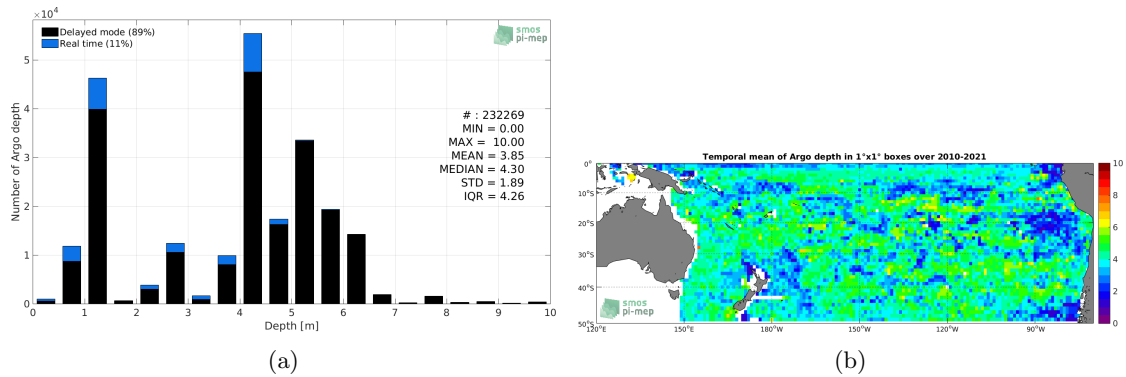 ×10⁴
Delayed mode (89%)
Real time (11%)
smos
pi-mep
5
4
3
2
1
0
Number of Argo depth
# : 232269
MIN = 0.00
MAX = 10.00
MEAN = 3.85
MEDIAN = 4.30
STD = 1.89
IQR = 4.26
0 1 2 3 4 5 6 7 8 9 10
Depth [m]
(a)
Temporal mean of Argo depth in 1°x1° boxes over 2010-2021
0°
10°S
20°S
30°S
40°S
50°S
120°E 150°E 180°W 150°W 120°W 90°W
smos
pi-mep
10
8
6
4
2
0
(b)